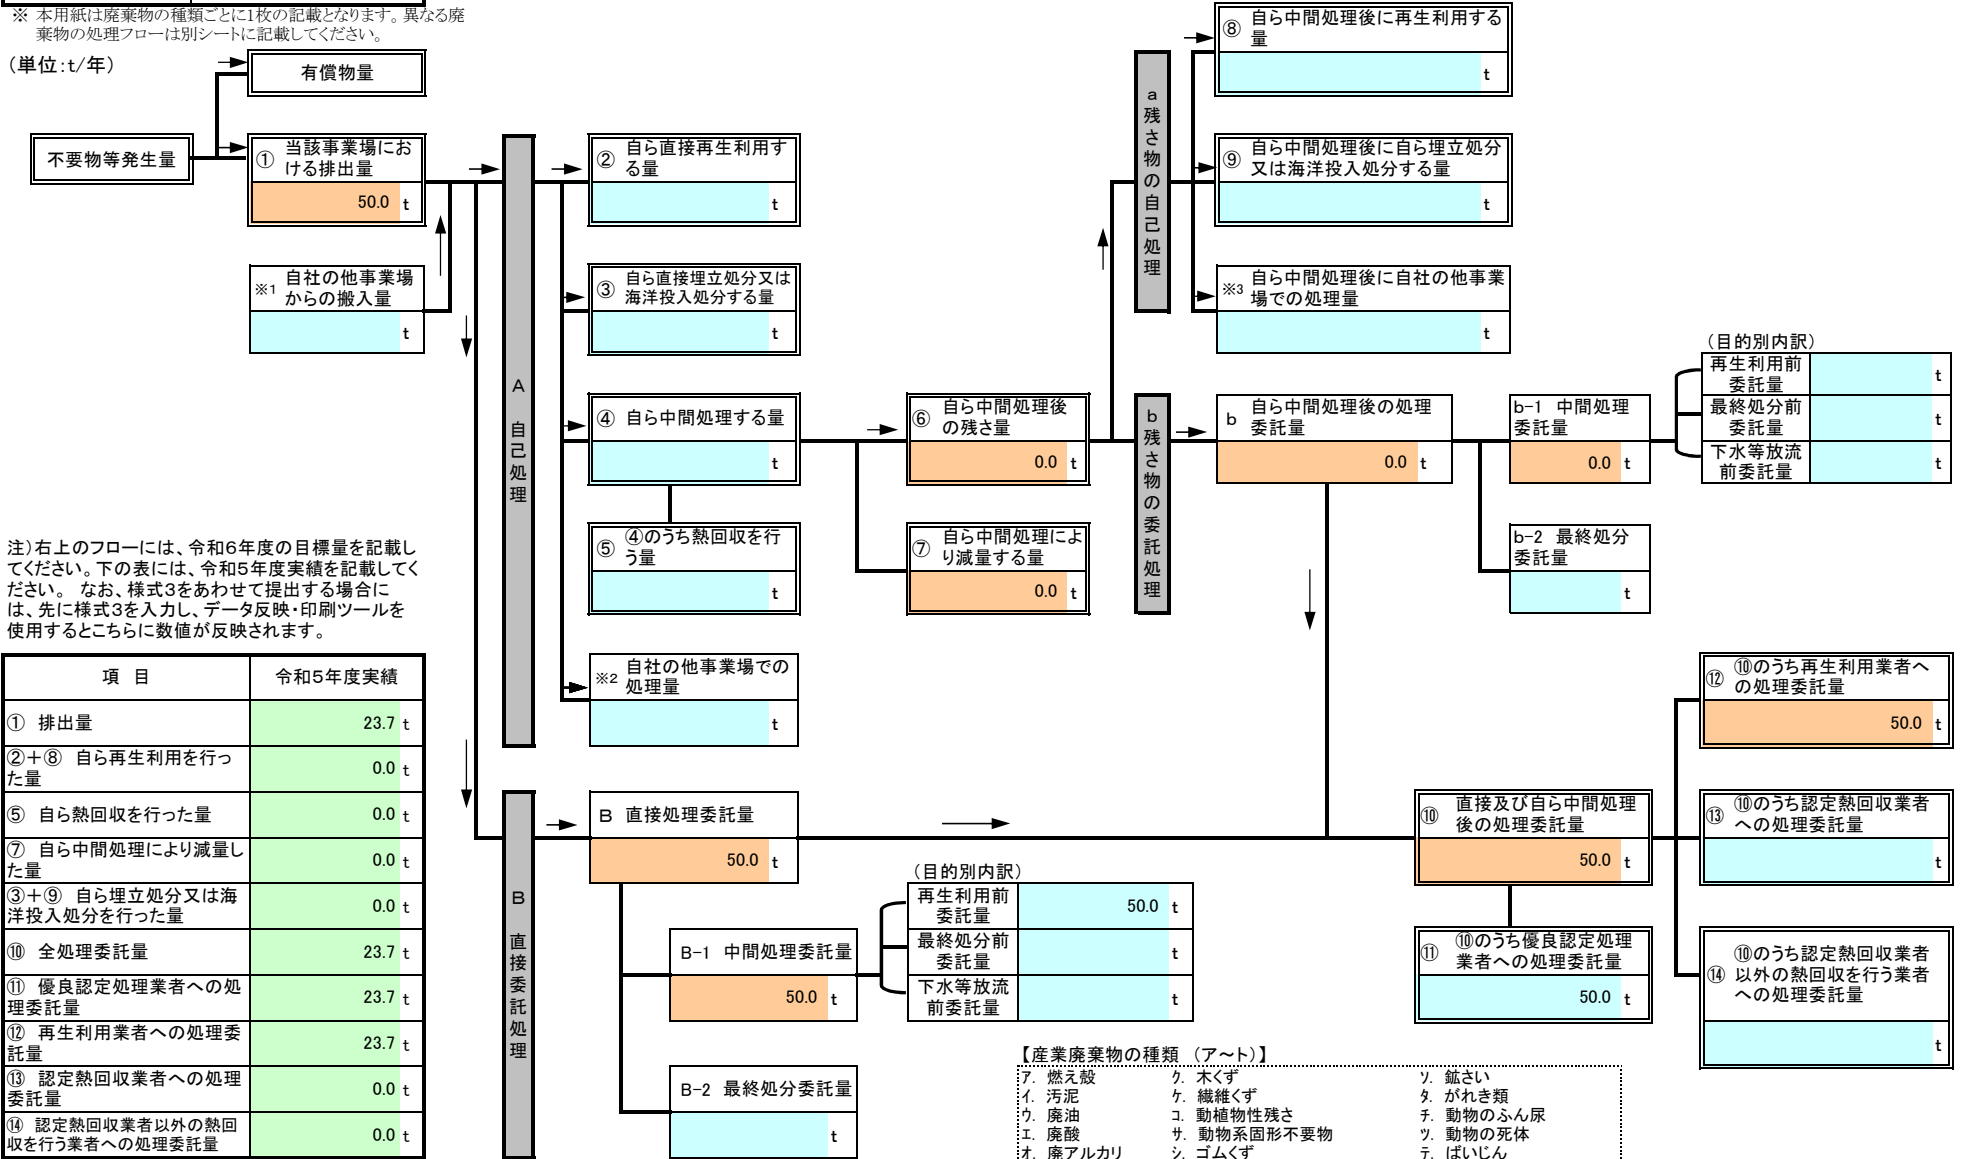 ※ 本用紙は廃棄物の種類ごとに1枚の記載となります。異なる廃
棄物の処理フローは別シートに記載してください。
（単位：t/年）
有償物量
不要物等発生量
① 当該事業場にお
ける排出量
50.0 t
※1 自社の他事業場
からの搬入量
t
A 自己処理
② 自ら直接再生利用す
る量
t
③ 自ら直接埋立処分又は
海洋投入処分する量
t
④ 自ら中間処理する量
t
⑤ ④のうち熱回収を行
う量
t
※2 自社の他事業場での
処理量
t
⑥ 自ら中間処理後
の残さ量
0.0 t
⑦ 自ら中間処理によ
り減量する量
0.0 t
a 残さ物の自己処理
⑧ 自ら中間処理後に再生利用する
量
t
⑨ 自ら中間処理後に自ら埋立処分
又は海洋投入処分する量
t
※3 自ら中間処理後に自社の他事業
場での処理量
t
b 残さ物の委託処理
b 自ら中間処理後の処理
委託量
0.0 t
b-1 中間処理
委託量
0.0 t
（目的別内訳）
再生利用前
委託量
t
最終処分前
委託量
t
下水等放流
前委託量
t
b-2 最終処分
委託量
t
注）右上のフローには、令和６年度の目標量を記載し
てください。下の表には、令和５年度実績を記載してく
ださい。 なお、様式３をあわせて提出する場合に
は、先に様式３を入力し、データ反映・印刷ツールを
使用するとこちらに数値が反映されます。
項 目 令和５年度実績
① 排出量 23.7 t
②＋⑧ 自ら再生利用を行っ
た量 0.0 t
⑤ 自ら熱回収を行った量 0.0 t
⑦ 自ら中間処理により減量し
た量 0.0 t
③＋⑨ 自ら埋立処分又は海
洋投入処分を行った量 0.0 t
⑩ 全処理委託量 23.7 t
⑪ 優良認定処理業者への処
理委託量 23.7 t
⑫ 再生利用業者への処理委
託量 23.7 t
⑬ 認定熱回収業者への処理
委託量 0.0 t
⑭ 認定熱回収業者以外の熱回
収を行う業者への処理委託量 0.0 t
B 直接委託処理
B 直接処理委託量
50.0 t
B-1 中間処理委託量
50.0 t
B-2 最終処分委託量
t
（目的別内訳）
再生利用前
委託量
50.0 t
最終処分前
委託量
t
下水等放流
前委託量
t
⑩ 直接及び自ら中間処理
後の処理委託量
50.0 t
⑪ ⑩のうち優良認定処理
業者への処理委託量
50.0 t
⑫ ⑩のうち再生利用業者へ
の処理委託量
50.0 t
⑬ ⑩のうち認定熱回収業者
への処理委託量
t
⑭ ⑩のうち認定熱回収業者
以外の熱回収を行う業者
への処理委託量
t
【産業廃棄物の種類 （ア～ト）】
ア. 燃え殻 ク. 木くず ソ. 鉱さい
イ. 汚泥 ケ. 繊維くず タ. がれき類
ウ. 廃油 コ. 動植物性残さ チ. 動物のふん尿
エ. 廃酸 サ. 動物系固形不要物 ツ. 動物の死体
オ. 廃アルカリ シ. ゴムくず テ. ばいじん